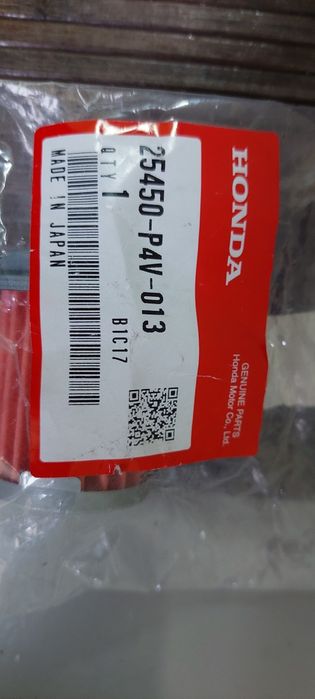 HONDA
GENUINE PARTS
Honda Motor Co., Ltd.
25450-P4V-013
QTY 1
B1C17
MADE IN JAPAN